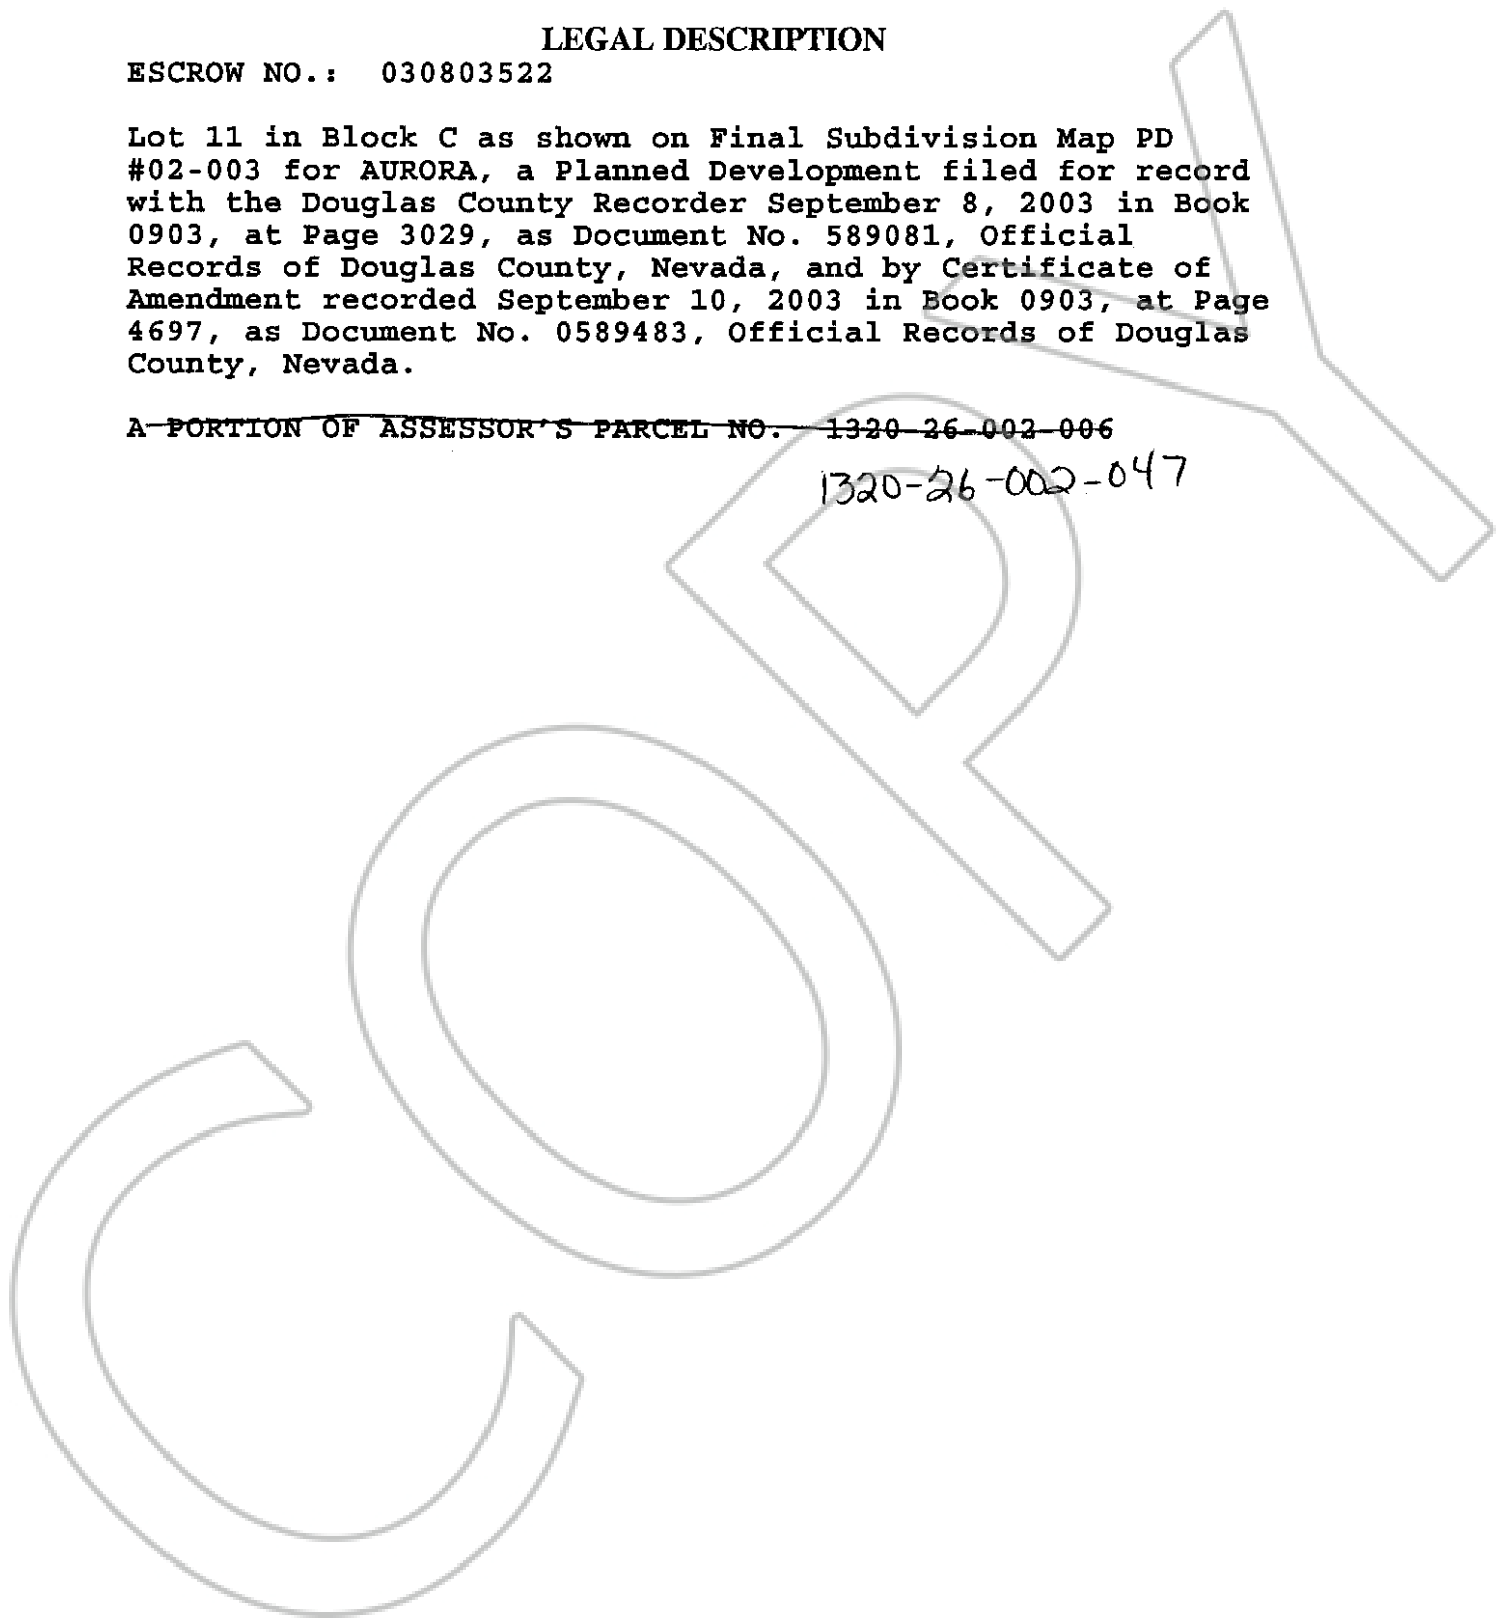 LEGAL DESCRIPTION
ESCROW NO.: 030803522
Lot 11 in Block C as shown on Final Subdivision Map PD
#02-003 for AURORA, a Planned Development filed for record
with the Douglas County Recorder September 8, 2003 in Book
0903, at Page 3029, as Document No. 589081, Official
Records of Douglas County, Nevada, and by Certificate of
Amendment recorded September 10, 2003 in Book 0903, at Page
4697, as Document No. 0589483, Official Records of Douglas
County, Nevada.
A PORTION OF ASSESSOR'S PARCEL NO. 1320-26-002-006
1320-26-002-047
COPY